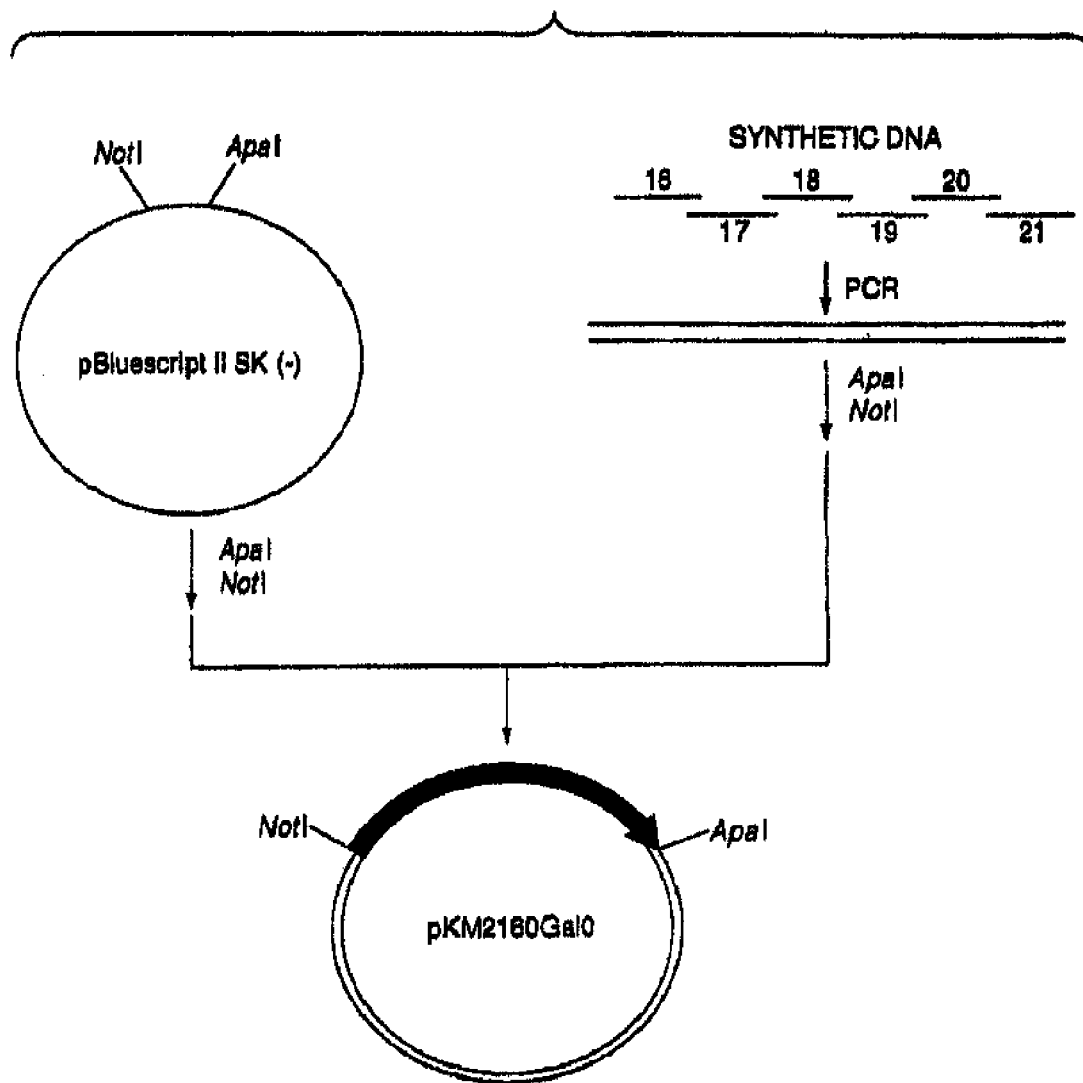 NotI
ApaI
pBluescript II SK (-)
ApaI
NotI
SYNTHETIC DNA
16
18
20
17
19
21
PCR
ApaI
NotI
NotI
ApaI
pKM2160Gal0